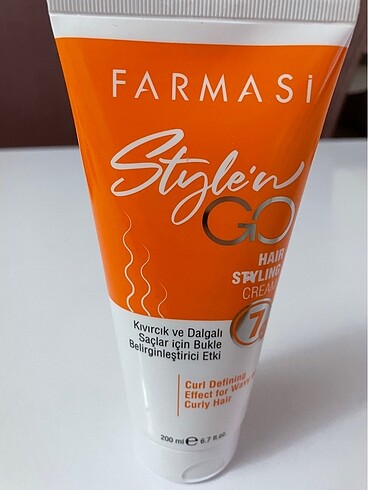 FARMASi
Style'n
GO
HAIR
STYLING
CREAM
7
Kıvırcık ve Dalgalı
Saçlar için Bukle
Belirginleştirici Etki
Curl Defining
Effect for Wavy
Curly Hair
200 ml e 6.7 fl.oz.